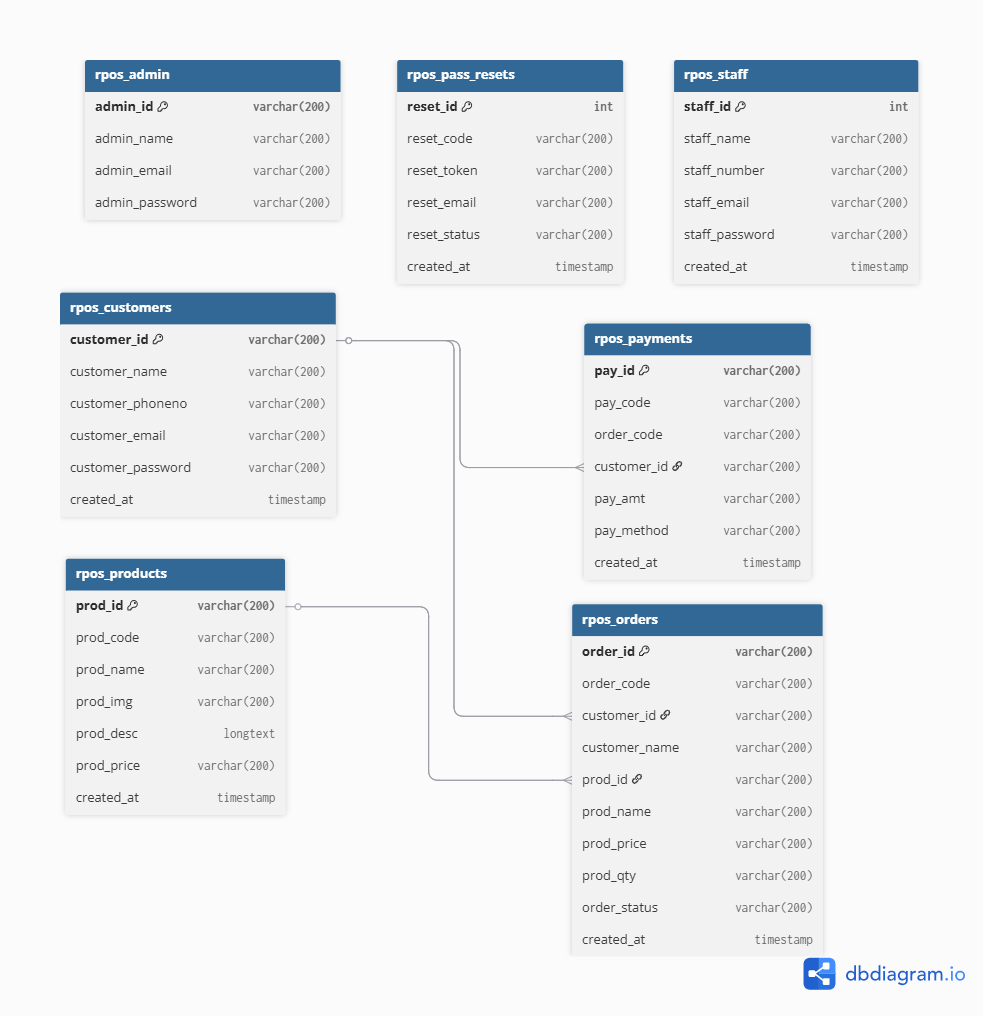 rpos_admin
admin_id varchar(200)
admin_name varchar(200)
admin_email varchar(200)
admin_password varchar(200)
rpos_pass_resets
reset_id int
reset_code varchar(200)
reset_token varchar(200)
reset_email varchar(200)
reset_status varchar(200)
created_at timestamp
rpos_staff
staff_id int
staff_name varchar(200)
staff_number varchar(200)
staff_email varchar(200)
staff_password varchar(200)
created_at timestamp
rpos_customers
customer_id varchar(200)
customer_name varchar(200)
customer_phoneno varchar(200)
customer_email varchar(200)
customer_password varchar(200)
created_at timestamp
rpos_payments
pay_id varchar(200)
pay_code varchar(200)
order_code varchar(200)
customer_id varchar(200)
pay_amt varchar(200)
pay_method varchar(200)
created_at timestamp
rpos_products
prod_id varchar(200)
prod_code varchar(200)
prod_name varchar(200)
prod_img varchar(200)
prod_desc longtext
prod_price varchar(200)
created_at timestamp
rpos_orders
order_id varchar(200)
order_code varchar(200)
customer_id varchar(200)
customer_name varchar(200)
prod_id varchar(200)
prod_name varchar(200)
prod_price varchar(200)
prod_qty varchar(200)
order_status varchar(200)
created_at timestamp
dbdiagram.io